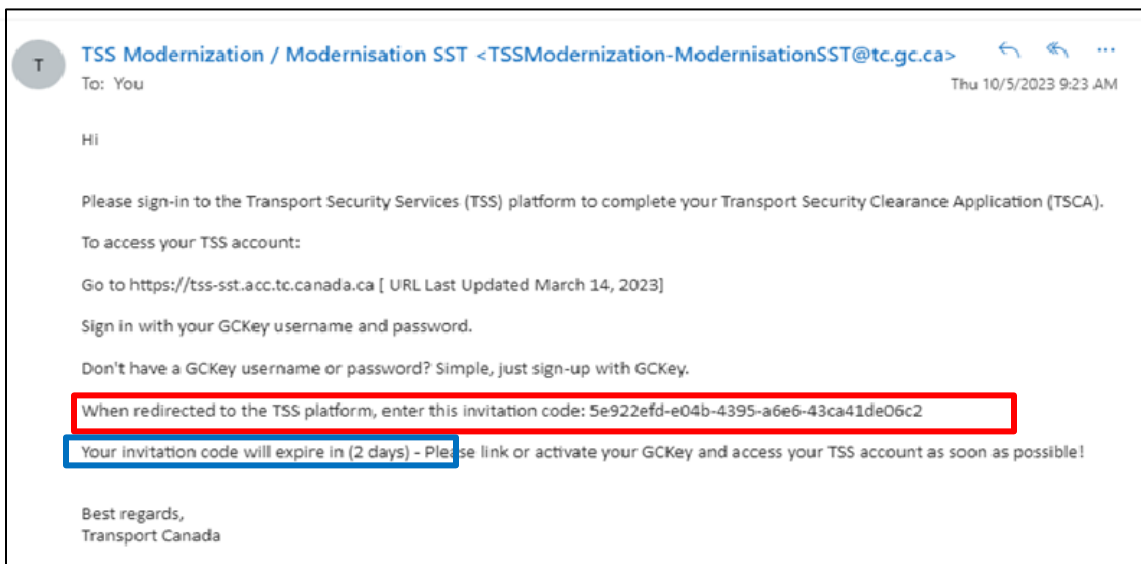 T
TSS Modernization / Modernisation SST <TSSModernization-ModernisationSST@tc.gc.ca>
To: You
Thu 10/5/2023 9:23 AM
Hi
Please sign-in to the Transport Security Services (TSS) platform to complete your Transport Security Clearance Application (TSCA).
To access your TSS account:
Go to https://tss-sst.acc.tc.canada.ca [ URL Last Updated March 14, 2023]
Sign in with your GCKey username and password.
Don't have a GCKey username or password? Simple, just sign-up with GCKey.
When redirected to the TSS platform, enter this invitation code: 5e922efd-e04b-4395-a6e6-43ca41de06c2
Your invitation code will expire in (2 days) - Please link or activate your GCKey and access your TSS account as soon as possible!
Best regards,
Transport Canada